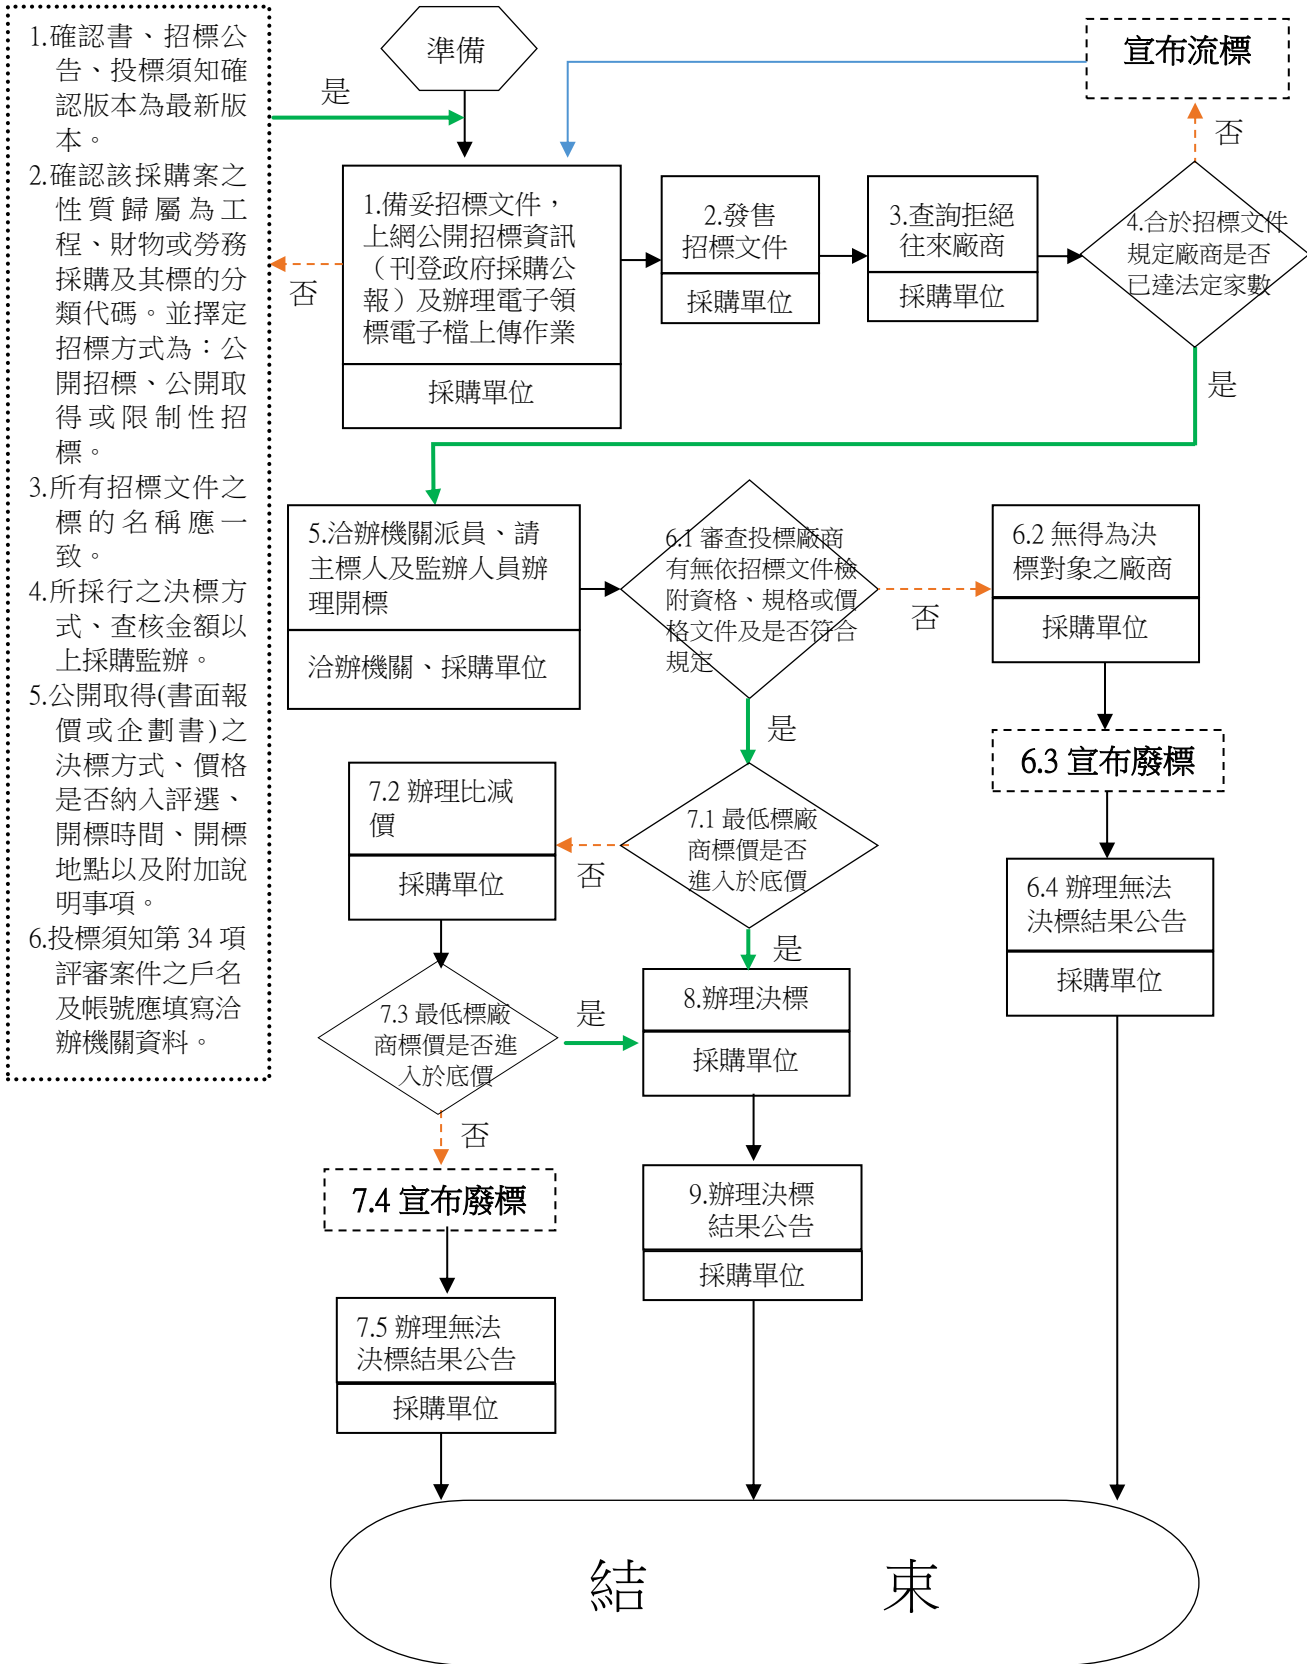 1.確認書、招標公
告、投標須知確
認版本為最新版
本。
2.確認該採購案之
性質歸屬為工
程、財物或勞務
採購及其標的分
類代碼。並擇定
招標方式為：公
開招標、公開取
得或限制性招
標。
3.所有招標文件之
標的名稱應一
致。
4.所採行之決標方
式、查核金額以
上採購監辦。
5.公開取得(書面報
價或企劃書)之
決標方式、價格
是否納入評選、
開標時間、開標
地點以及附加說
明事項。
6.投標須知第 34 項
評審案件之戶名
及帳號應填寫洽
辦機關資料。
是
準備
宣布流標
否
1.備妥招標文件，
上網公開招標資訊
（刊登政府採購公
報）及辦理電子領
標電子檔上傳作業
採購單位
否
2.發售
招標文件
採購單位
3.查詢拒絕
往來廠商
採購單位
4.合於招標文件
規定廠商是否
已達法定家數
是
5.洽辦機關派員、請
主標人及監辦人員辦
理開標
洽辦機關、採購單位
6.1 審查投標廠商
有無依招標文件檢
附資格、規格或價
格文件及是否符合
規定
否
6.2 無得為決
標對象之廠商
採購單位
是
6.3 宣布廢標
7.2 辦理比減
價
採購單位
否
7.1 最低標廠
商標價是否
進入於底價
6.4 辦理無法
決標結果公告
採購單位
是
7.3 最低標廠
商標價是否進
入於底價
是
8.辦理決標
採購單位
否
7.4 宣布廢標
9.辦理決標
結果公告
採購單位
7.5 辦理無法
決標結果公告
採購單位
結 束